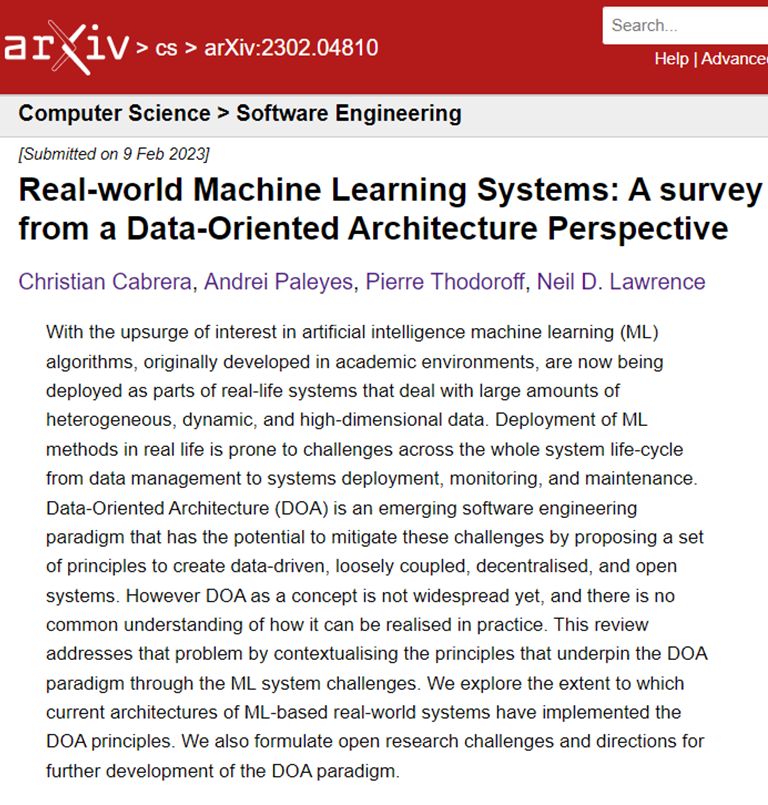 arXiv > cs > arXiv:2302.04810
Search...
Help | Advanced
Computer Science > Software Engineering
[Submitted on 9 Feb 2023]
Real-world Machine Learning Systems: A survey
from a Data-Oriented Architecture Perspective
Christian Cabrera, Andrei Paleyes, Pierre Thodoroff, Neil D. Lawrence
With the upsurge of interest in artificial intelligence machine learning (ML)
algorithms, originally developed in academic environments, are now being
deployed as parts of real-life systems that deal with large amounts of
heterogeneous, dynamic, and high-dimensional data. Deployment of ML
methods in real life is prone to challenges across the whole system life-cycle
from data management to systems deployment, monitoring, and maintenance.
Data-Oriented Architecture (DOA) is an emerging software engineering
paradigm that has the potential to mitigate these challenges by proposing a set
of principles to create data-driven, loosely coupled, decentralised, and open
systems. However DOA as a concept is not widespread yet, and there is no
common understanding of how it can be realised in practice. This review
addresses that problem by contextualising the principles that underpin the DOA
paradigm through the ML system challenges. We explore the extent to which
current architectures of ML-based real-world systems have implemented the
DOA principles. We also formulate open research challenges and directions for
further development of the DOA paradigm.